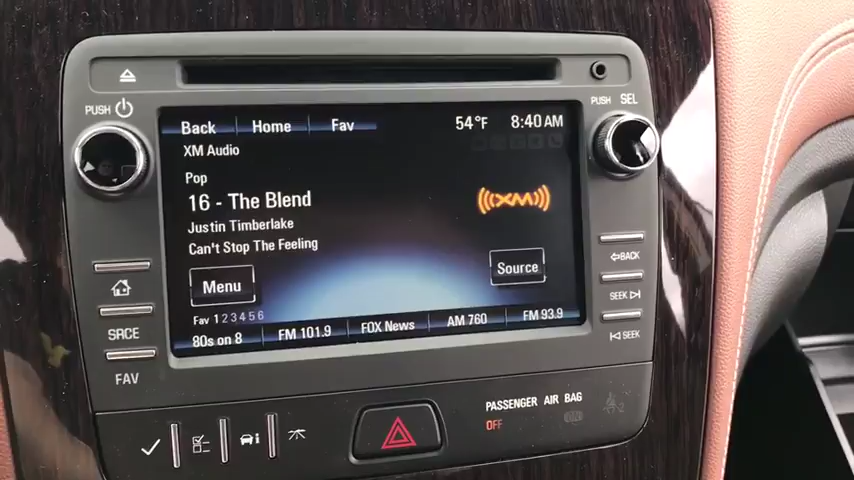 PUSH
PUSH SEL
Back Home Fav 54°F 8:40AM
XM Audio
Pop
16 - The Blend
XM
Justin Timberlake
Can't Stop The Feeling
Menu
Source
Fav 1 2 3 4 5 6
80s on 8 FM 101.9 FOX News AM 760 FM 93.9
BACK
SEEK
SEEK
SRCE
FAV
PASSENGER AIR BAG
OFF